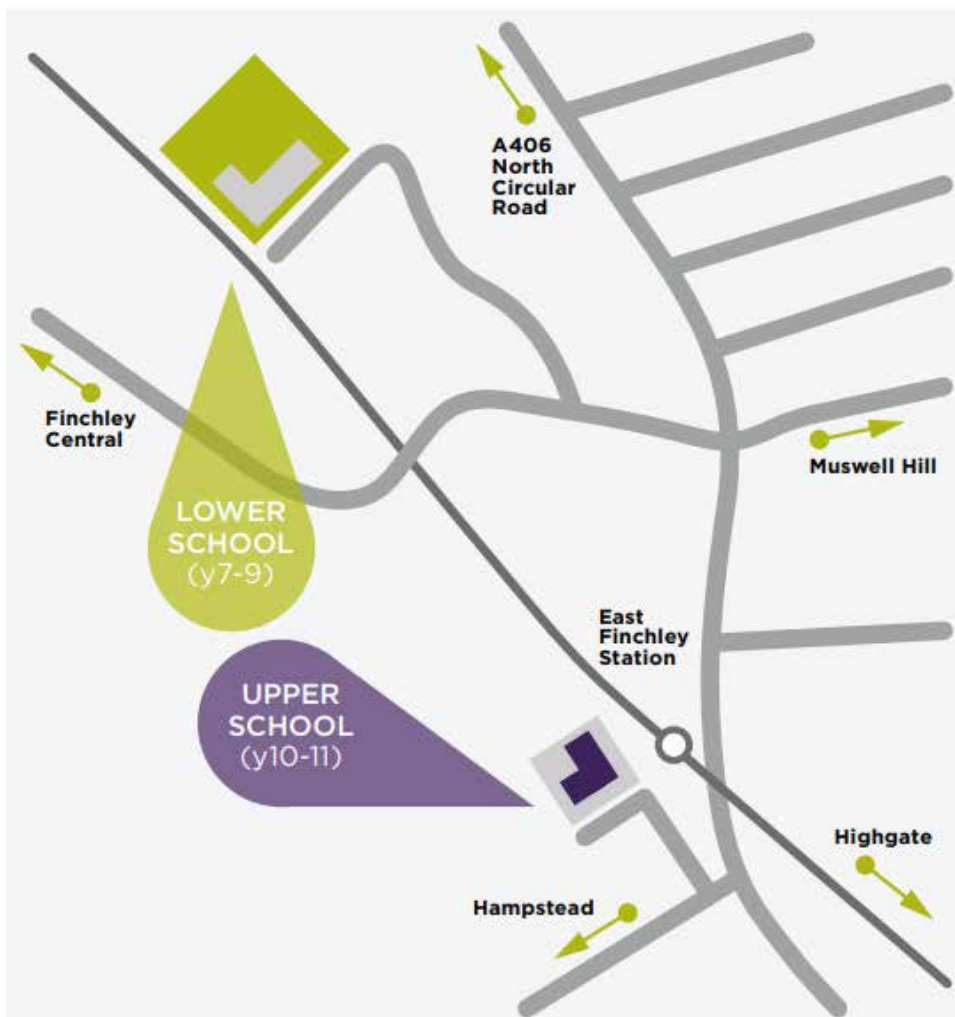 A406
North
Circular
Road
Finchley
Central
Muswell Hill
LOWER
SCHOOL
(y7-9)
East
Finchley
Station
UPPER
SCHOOL
(y10-11)
Highgate
Hampstead